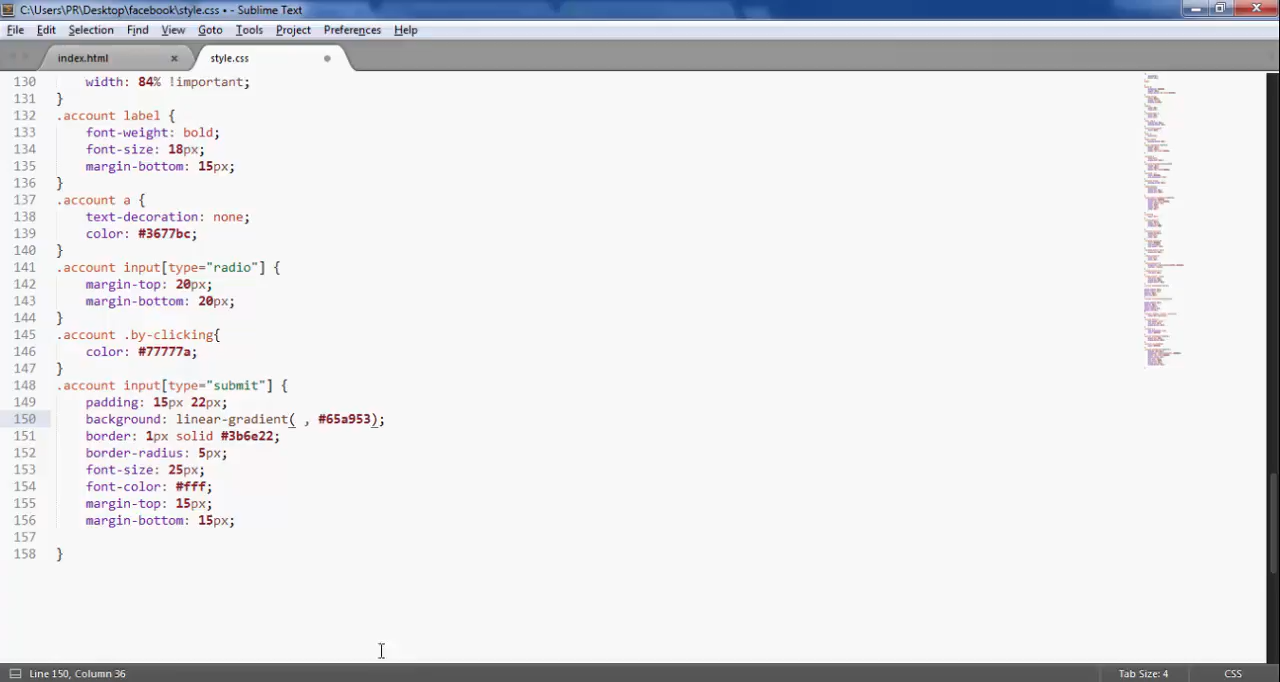 C:\Users\PR\Desktop\facebook\style.css • - Sublime Text
File Edit Selection Find View Goto Tools Project Preferences Help
index.html style.css
130 width: 84% !important;
131 }
132 .account label {
133 font-weight: bold;
134 font-size: 18px;
135 margin-bottom: 15px;
136 }
137 .account a {
138 text-decoration: none;
139 color: #3677bc;
140 }
141 .account input[type="radio"] {
142 margin-top: 20px;
143 margin-bottom: 20px;
144 }
145 .account .by-clicking{
146 color: #77777a;
147 }
148 .account input[type="submit"] {
149 padding: 15px 22px;
150 background: linear-gradient( , #65a953);
151 border: 1px solid #3b6e22;
152 border-radius: 5px;
153 font-size: 25px;
154 font-color: #fff;
155 margin-top: 15px;
156 margin-bottom: 15px;
157
158 }
Line 150, Column 36 Tab Size: 4 CSS